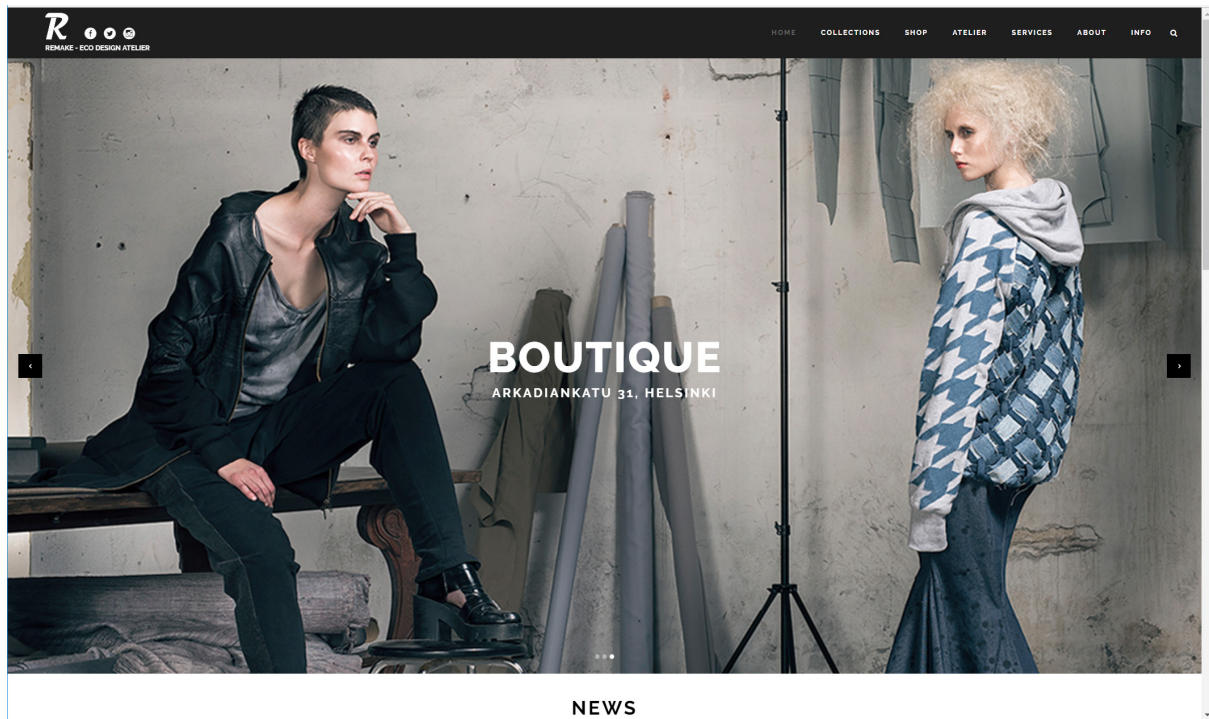 R
REMAKE - ECO DESIGN ATELIER
HOME COLLECTIONS SHOP ATELIER SERVICES ABOUT INFO
BOUTIQUE
ARKADIANKATU 31, HELSINKI
NEWS